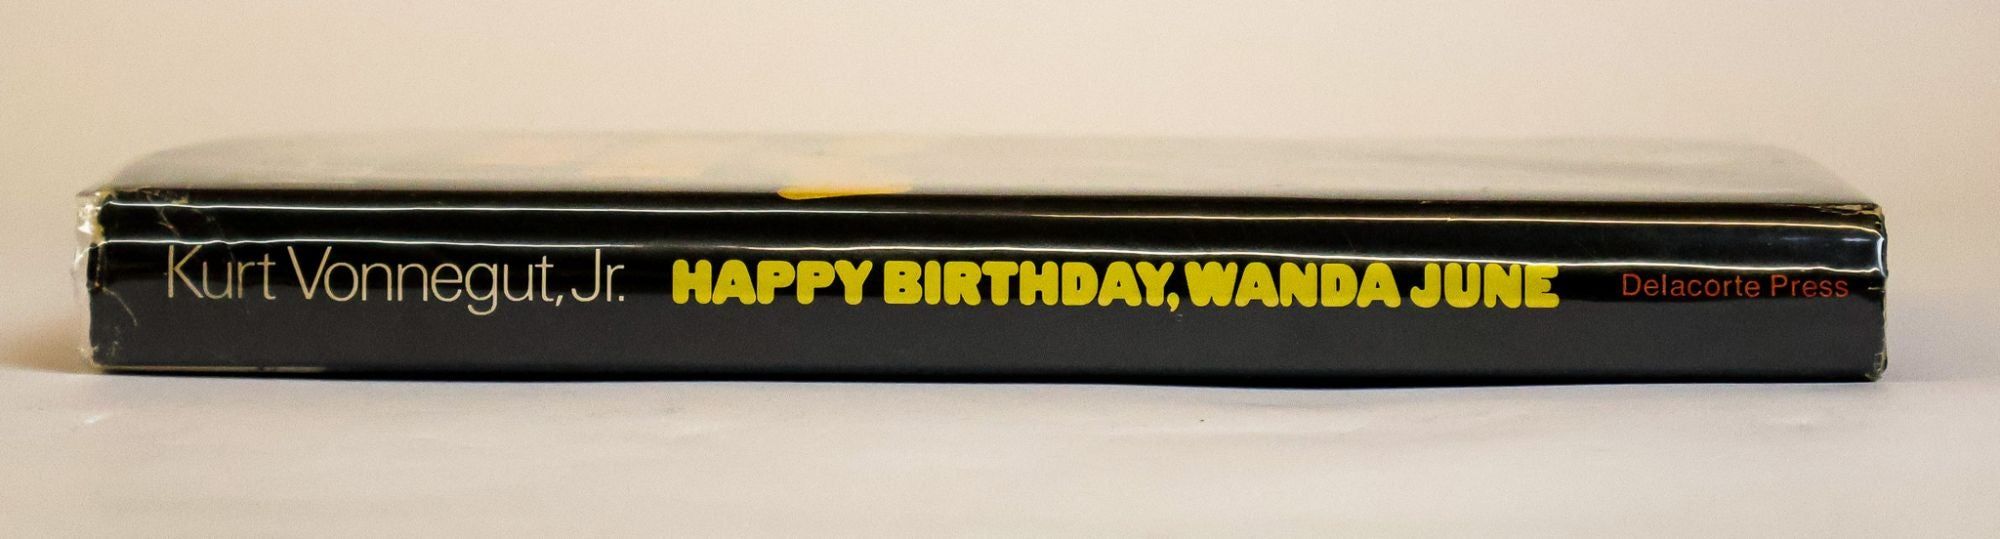 Kurt Vonnegut, Jr. HAPPY BIRTHDAY, WANDA JUNE Delacorte Press